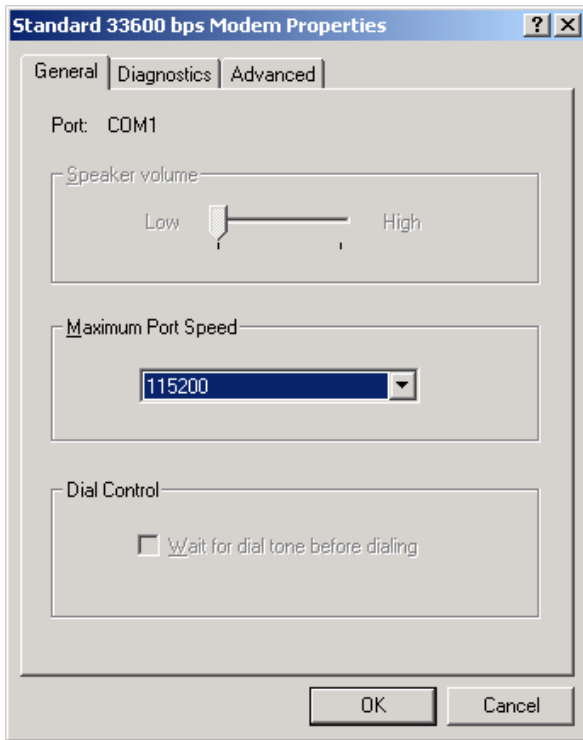 Standard 33600 bps Modem Properties
General Diagnostics Advanced
Port: COM1
Speaker volume
Low High
Maximum Port Speed
115200
Dial Control
Wait for dial tone before dialing
OK Cancel